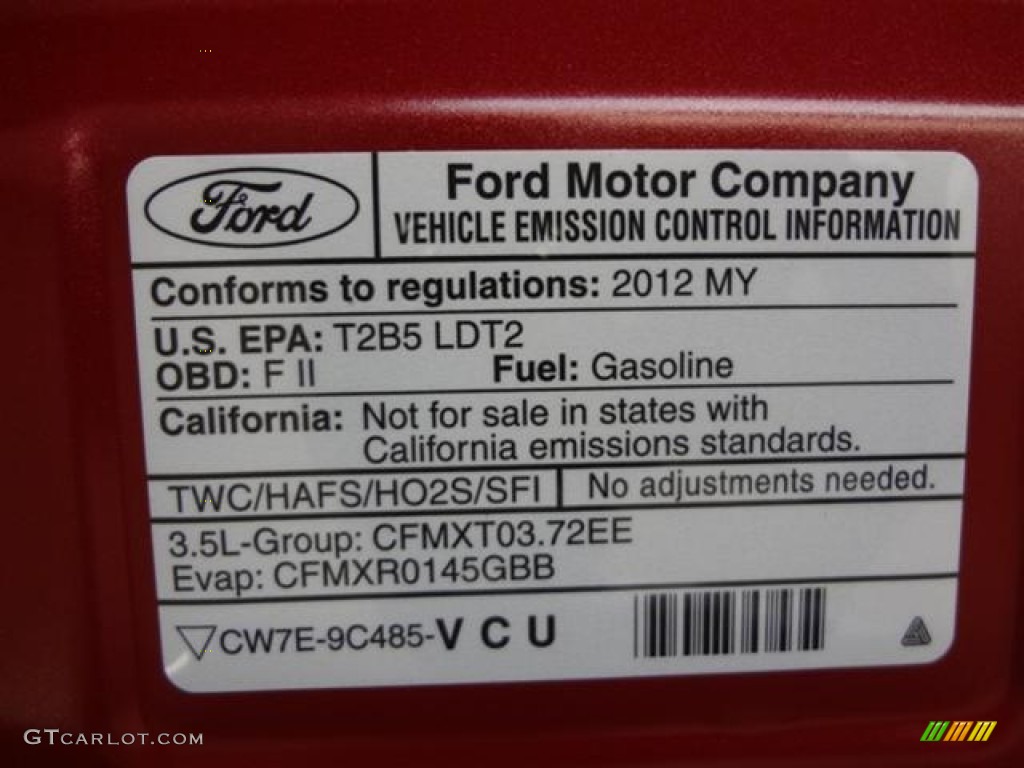 Ford
Ford Motor Company
VEHICLE EMISSION CONTROL INFORMATION
Conforms to regulations: 2012 MY
U.S. EPA: T2B5 LDT2
OBD: F II Fuel: Gasoline
California: Not for sale in states with
California emissions standards.
TWC/HAFS/HO2S/SFI No adjustments needed.
3.5L-Group: CFMXT03.72EE
Evap: CFMXR0145GBB
CW7E-9C485-V C U
GTCARLOT.COM